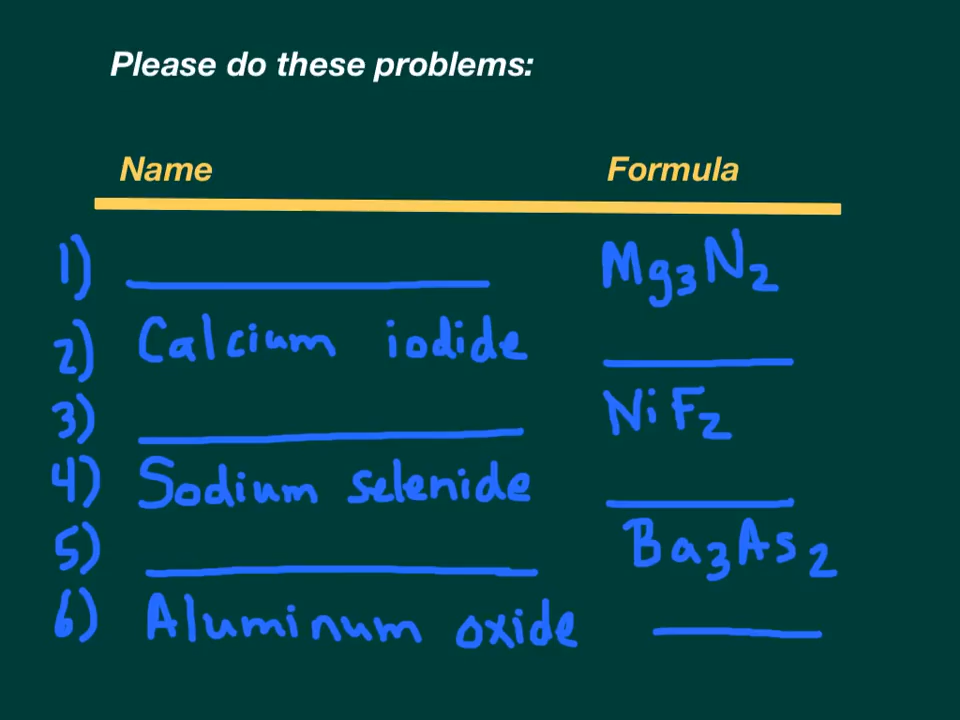 Please do these problems:
Name Formula
1) Mg3N2
2) Calcium iodide
3) NiF2
4) Sodium selenide
5) Ba3As2
6) Aluminum oxide